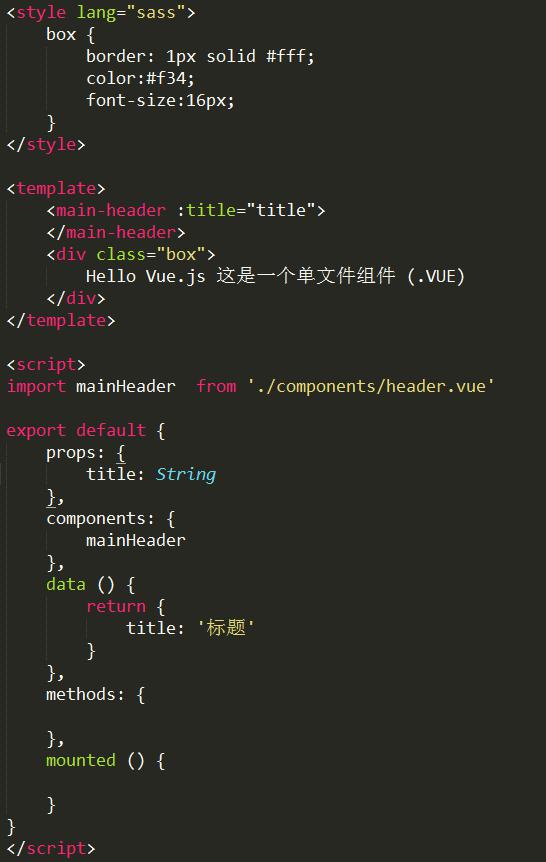 <style lang="sass">
box {
border: 1px solid #fff;
color:#f34;
font-size:16px;
}
</style>
<template>
<main-header :title="title">
</main-header>
<div class="box">
Hello Vue.js 这是一个单文件组件 (.VUE)
</div>
</template>
<script>
import mainHeader  from './components/header.vue'
export default {
props: {
title: String
},
components: {
mainHeader
},
data () {
return {
title: '标题'
}
},
methods: {
},
mounted () {
}
}
</script>